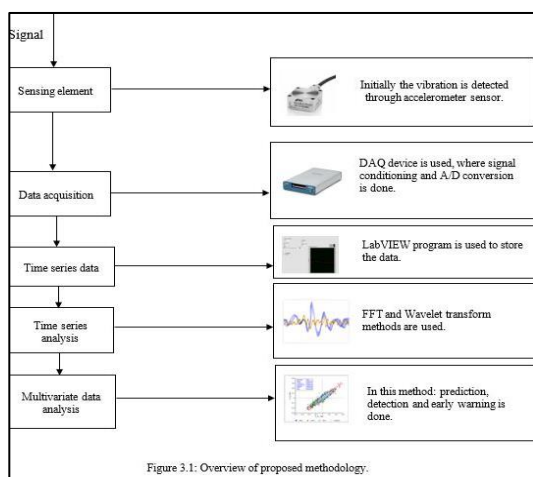 Signal
Sensing element
Initially the vibration is detected
through accelerometer sensor.
Data acquisition
DAQ device is used, where signal
conditioning and A/D conversion
is done.
Time series data
LabVIEW program is used to store
the data.
Time series
analysis
FFT and Wavelet transform
methods are used.
Multivariate data
analysis
In this method: prediction,
detection and early warning is
done.
Figure 3.1: Overview of proposed methodology.